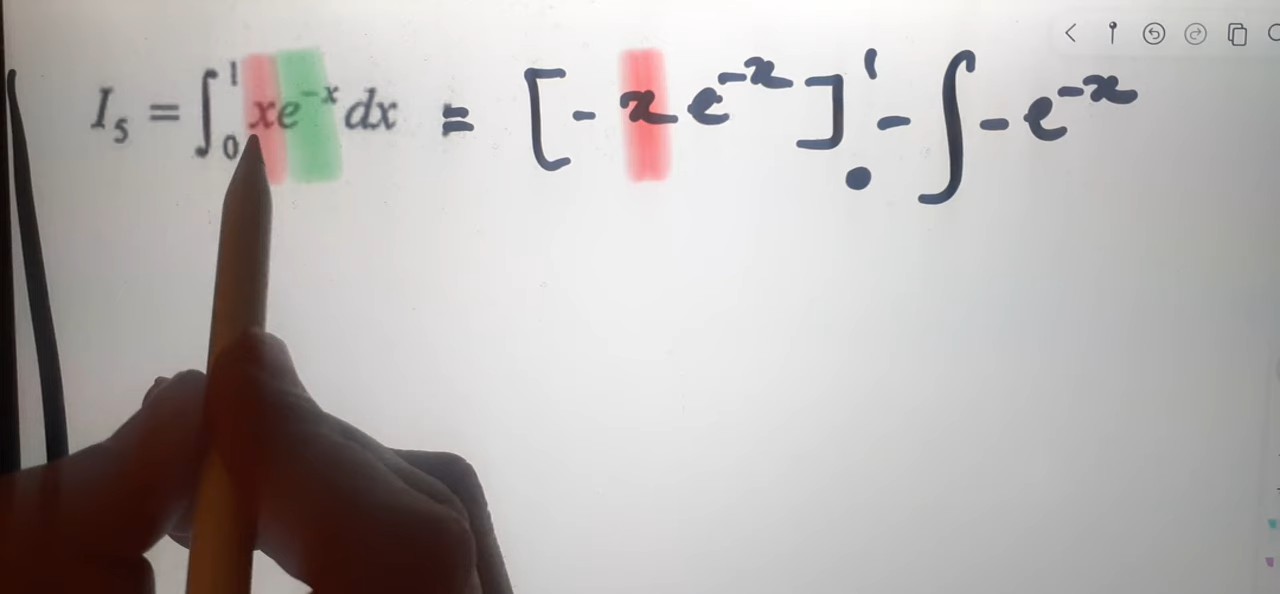 I₅ = ∫₀¹ xe⁻ˣ dx = [-xe⁻ˣ]₀¹ - ∫ -e⁻ˣ